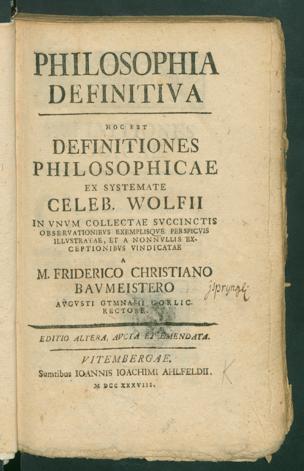 PHILOSOPHIA
DEFINITIVA
HOC EST
DEFINITIONES
PHILOSOPHICAE
EX SYSTEMATE
CELEB. WOLFII
IN VNVM COLLECTAE SVCCINCTIS
OBSERVATIONIBVS EXEMPLISQVE PERSPICVIS
ILLVSTRATAE, ET A NONNVLLIS EX-
CEPTIONIBVS VINDICATAE
A
M. FRIDERICO CHRISTIANO
BAVMEISTERO
AVGVSTI GYMNASII GORLIC.
RECTORE.
EDITIO ALTERA, AVCTA ET EMENDATA.
VITEMBERGAE,
Sumtibus IOANNIS IOACHIMI AHLFELDII.
M DCC XXXVIII.
K